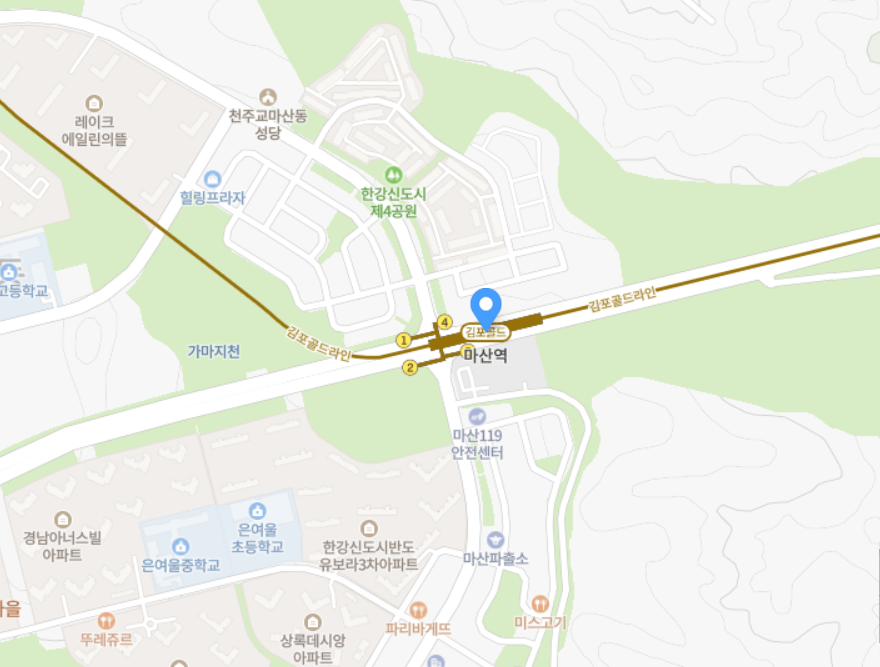 레이크
에일린의뜰
천주교마산동
성당
힐링프라자
한강신도시
제4공원
고등학교
김포골드라인
김포골드라인
4
1
김포골드
2
마산역
가마지천
마산119
안전센터
경남아너스빌
아파트
은여울
초등학교
은여울중학교
한강신도시반도
유보라3차아파트
마산파출소
뚜레쥬르
상록데시앙
아파트
파리바게뜨
미스고기